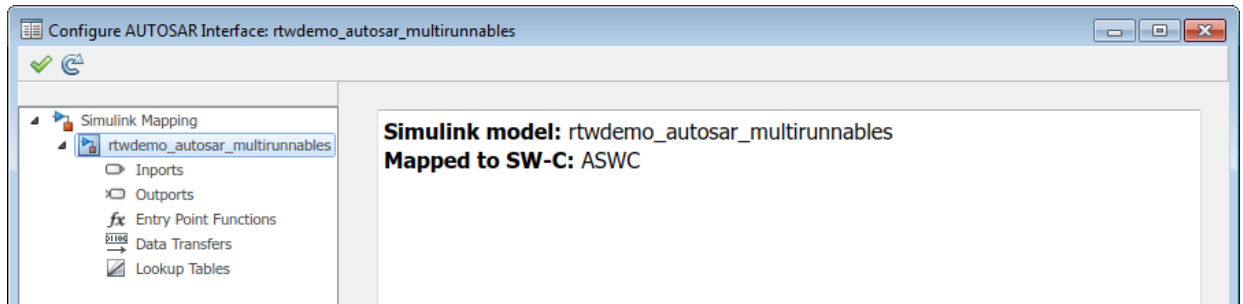 Configure AUTOSAR Interface: rtwdemo_autosar_multirunnables
Simulink Mapping
rtwdemo_autosar_multirunnables
Inports
Outports
fx Entry Point Functions
Data Transfers
Lookup Tables
Simulink model: rtwdemo_autosar_multirunnables
Mapped to SW-C: ASWC